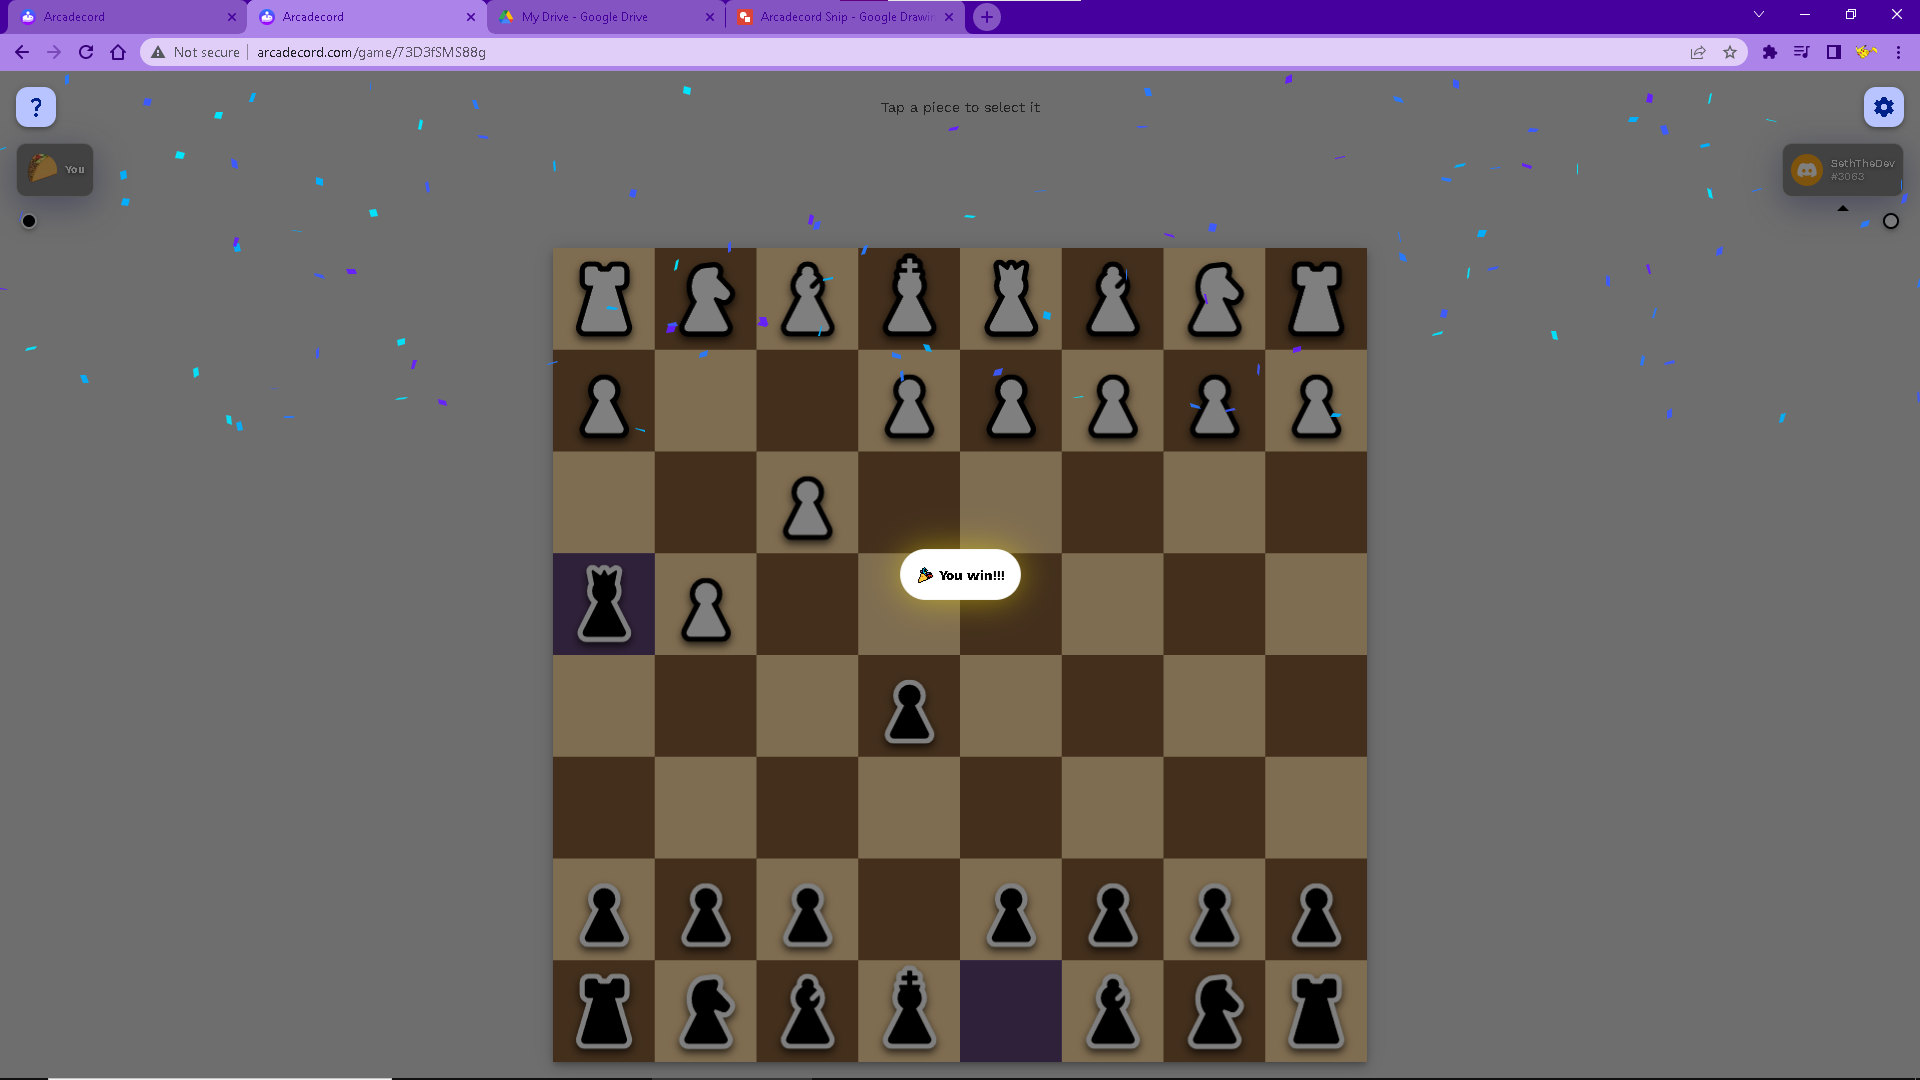 Arcadecord
Arcadecord
My Drive - Google Drive
Arcadecord Snip - Google Drawin
Not secure
arcadecord.com/game/73D3fSMS88g
?
Tap a piece to select it
You
SethTheDev
#3063
You win!!!